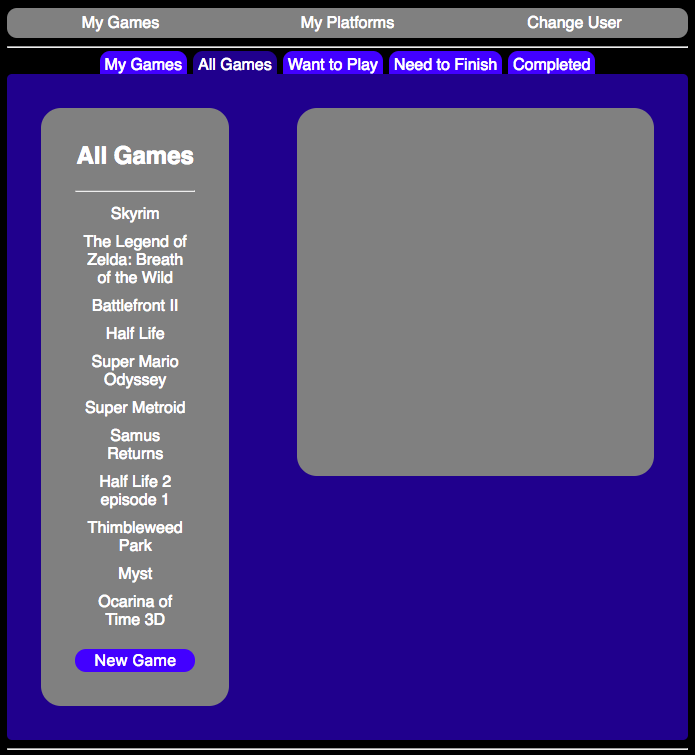 My Games My Platforms Change User
My Games All Games Want to Play Need to Finish Completed
All Games
Skyrim
The Legend of
Zelda: Breath
of the Wild
Battlefront II
Half Life
Super Mario
Odyssey
Super Metroid
Samus
Returns
Half Life 2
episode 1
Thimbleweed
Park
Myst
Ocarina of
Time 3D
New Game